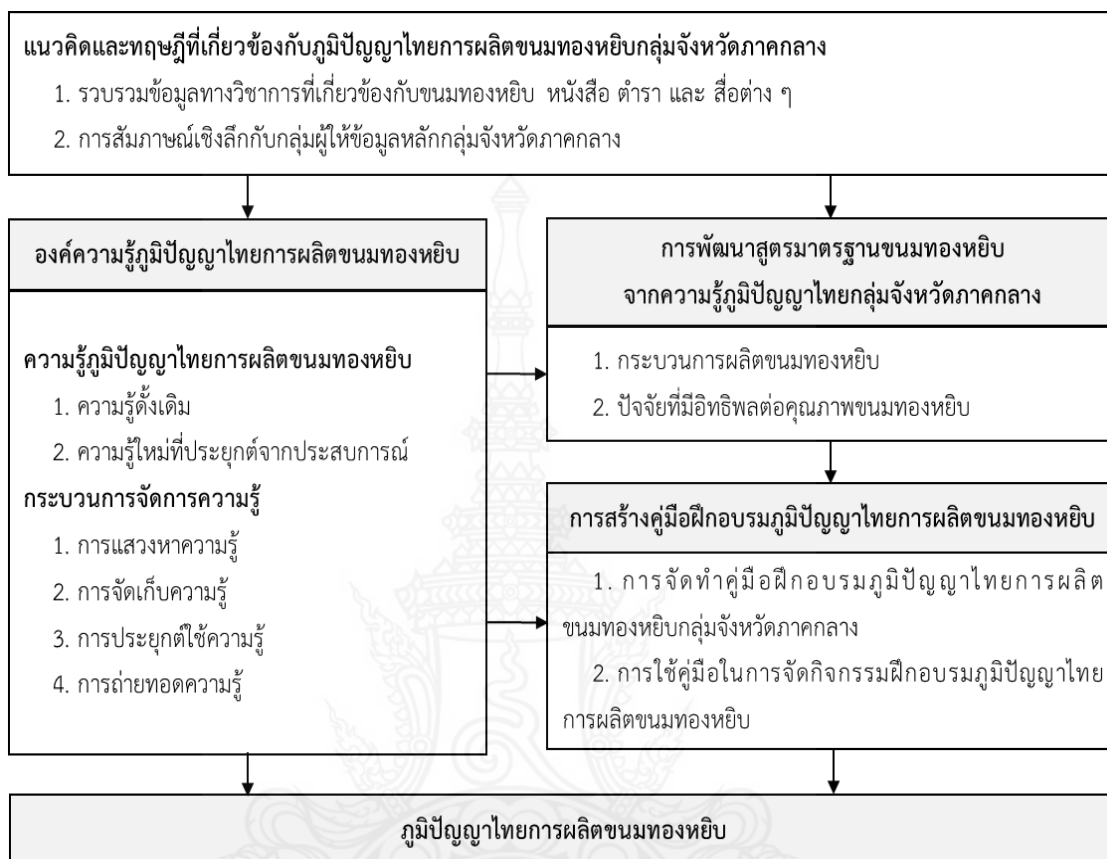 แนวคิดและทฤษฎีที่เกี่ยวข้องกับภูมิปัญญาไทยการผลิตขนมทองหยิบกลุ่มจังหวัดภาคกลาง
1. รวบรวมข้อมูลทางวิชาการที่เกี่ยวข้องกับขนมทองหยิบ หนังสือ ตำรา และ สื่อต่าง ๆ
2. การสัมภาษณ์เชิงลึกกับกลุ่มผู้ให้ข้อมูลหลักกลุ่มจังหวัดภาคกลาง
องค์ความรู้ภูมิปัญญาไทยการผลิตขนมทองหยิบ
ความรู้ภูมิปัญญาไทยการผลิตขนมทองหยิบ
1. ความรู้ดั้งเดิม
2. ความรู้ใหม่ที่ประยุกต์จากประสบการณ์
กระบวนการจัดการความรู้
1. การแสวงหาความรู้
2. การจัดเก็บความรู้
3. การประยุกต์ใช้ความรู้
4. การถ่ายทอดความรู้
การพัฒนาสูตรมาตรฐานขนมทองหยิบ
จากความรู้ภูมิปัญญาไทยกลุ่มจังหวัดภาคกลาง
1. กระบวนการผลิตขนมทองหยิบ
2. ปัจจัยที่มีอิทธิพลต่อคุณภาพขนมทองหยิบ
การสร้างคู่มือฝึกอบรมภูมิปัญญาไทยการผลิตขนมทองหยิบ
1. การจัดทำคู่มือฝึกอบรมภูมิปัญญาไทยการผลิต
ขนมทองหยิบกลุ่มจังหวัดภาคกลาง
2. การใช้คู่มือในการจัดกิจกรรมฝึกอบรมภูมิปัญญาไทย
การผลิตขนมทองหยิบ
ภูมิปัญญาไทยการผลิตขนมทองหยิบ